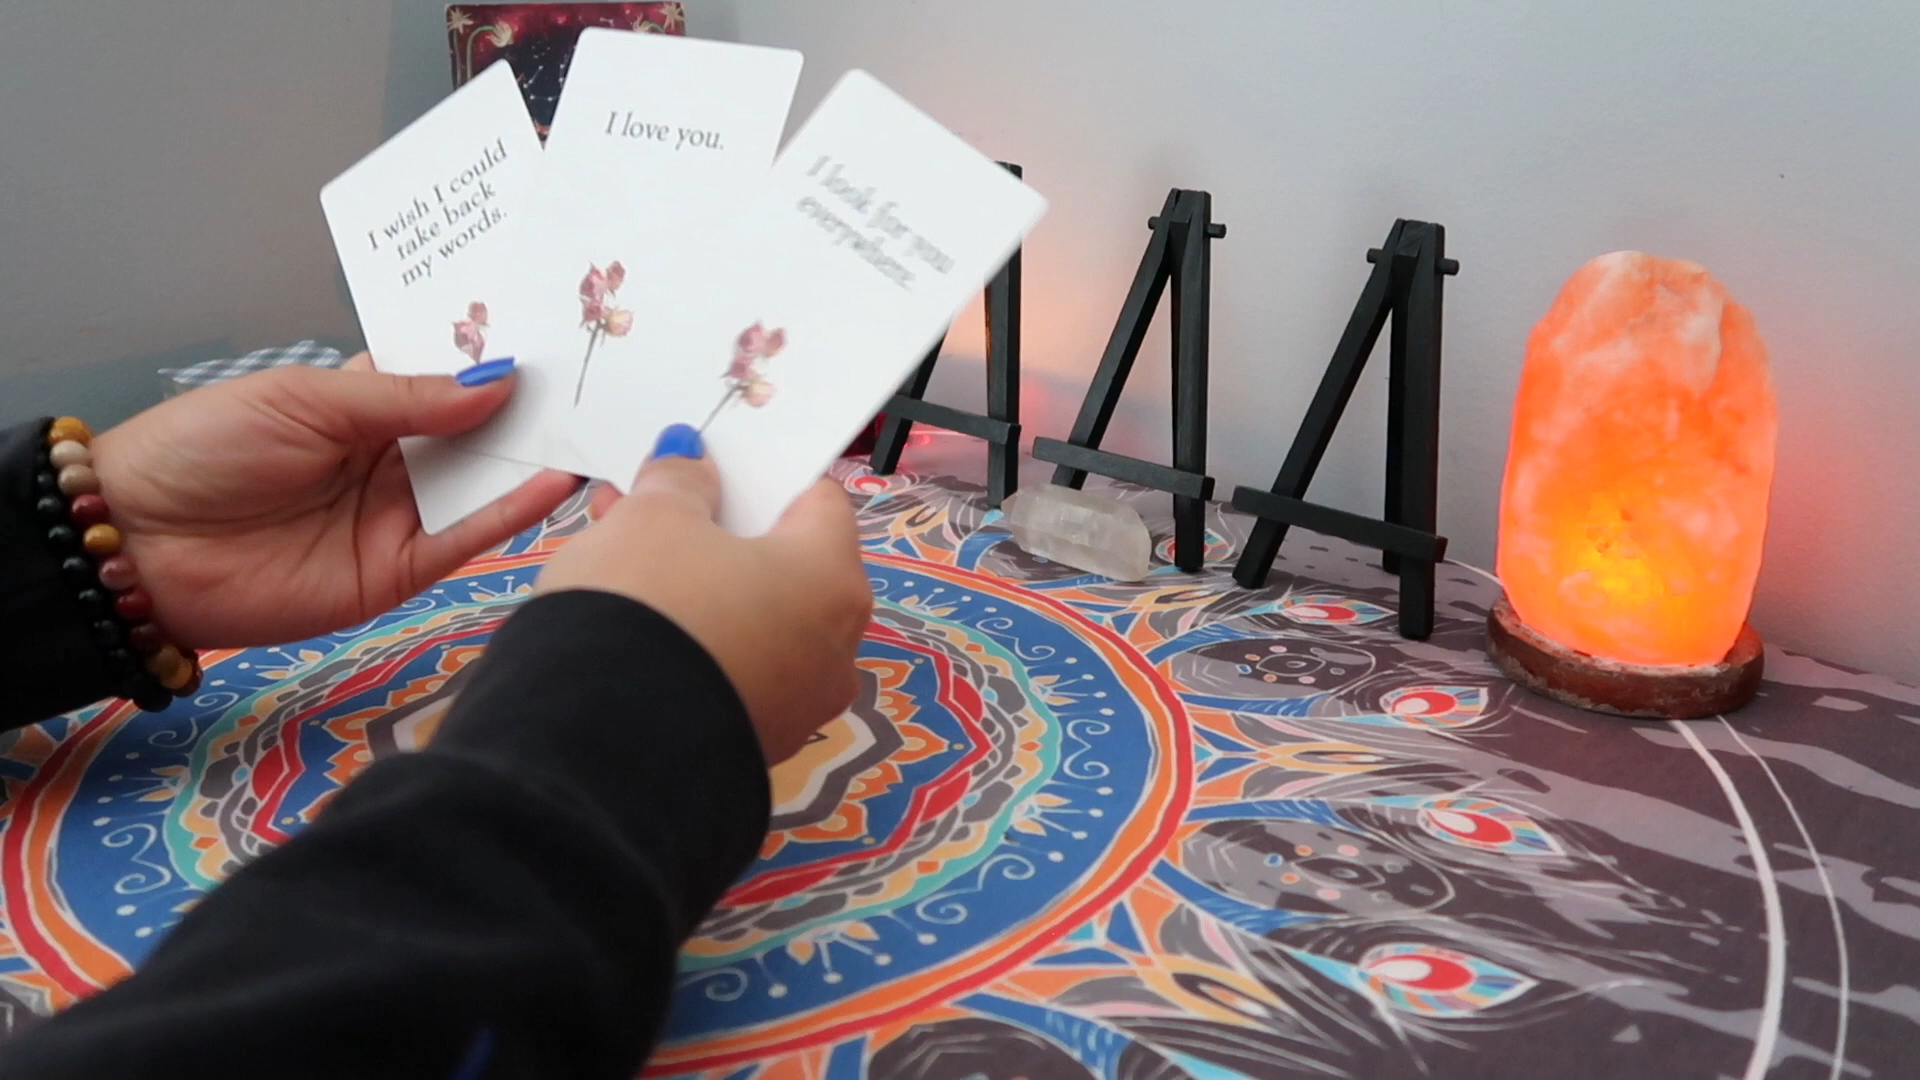 I wish I could
take back
my words.
I love you.
I look for you
everywhere.